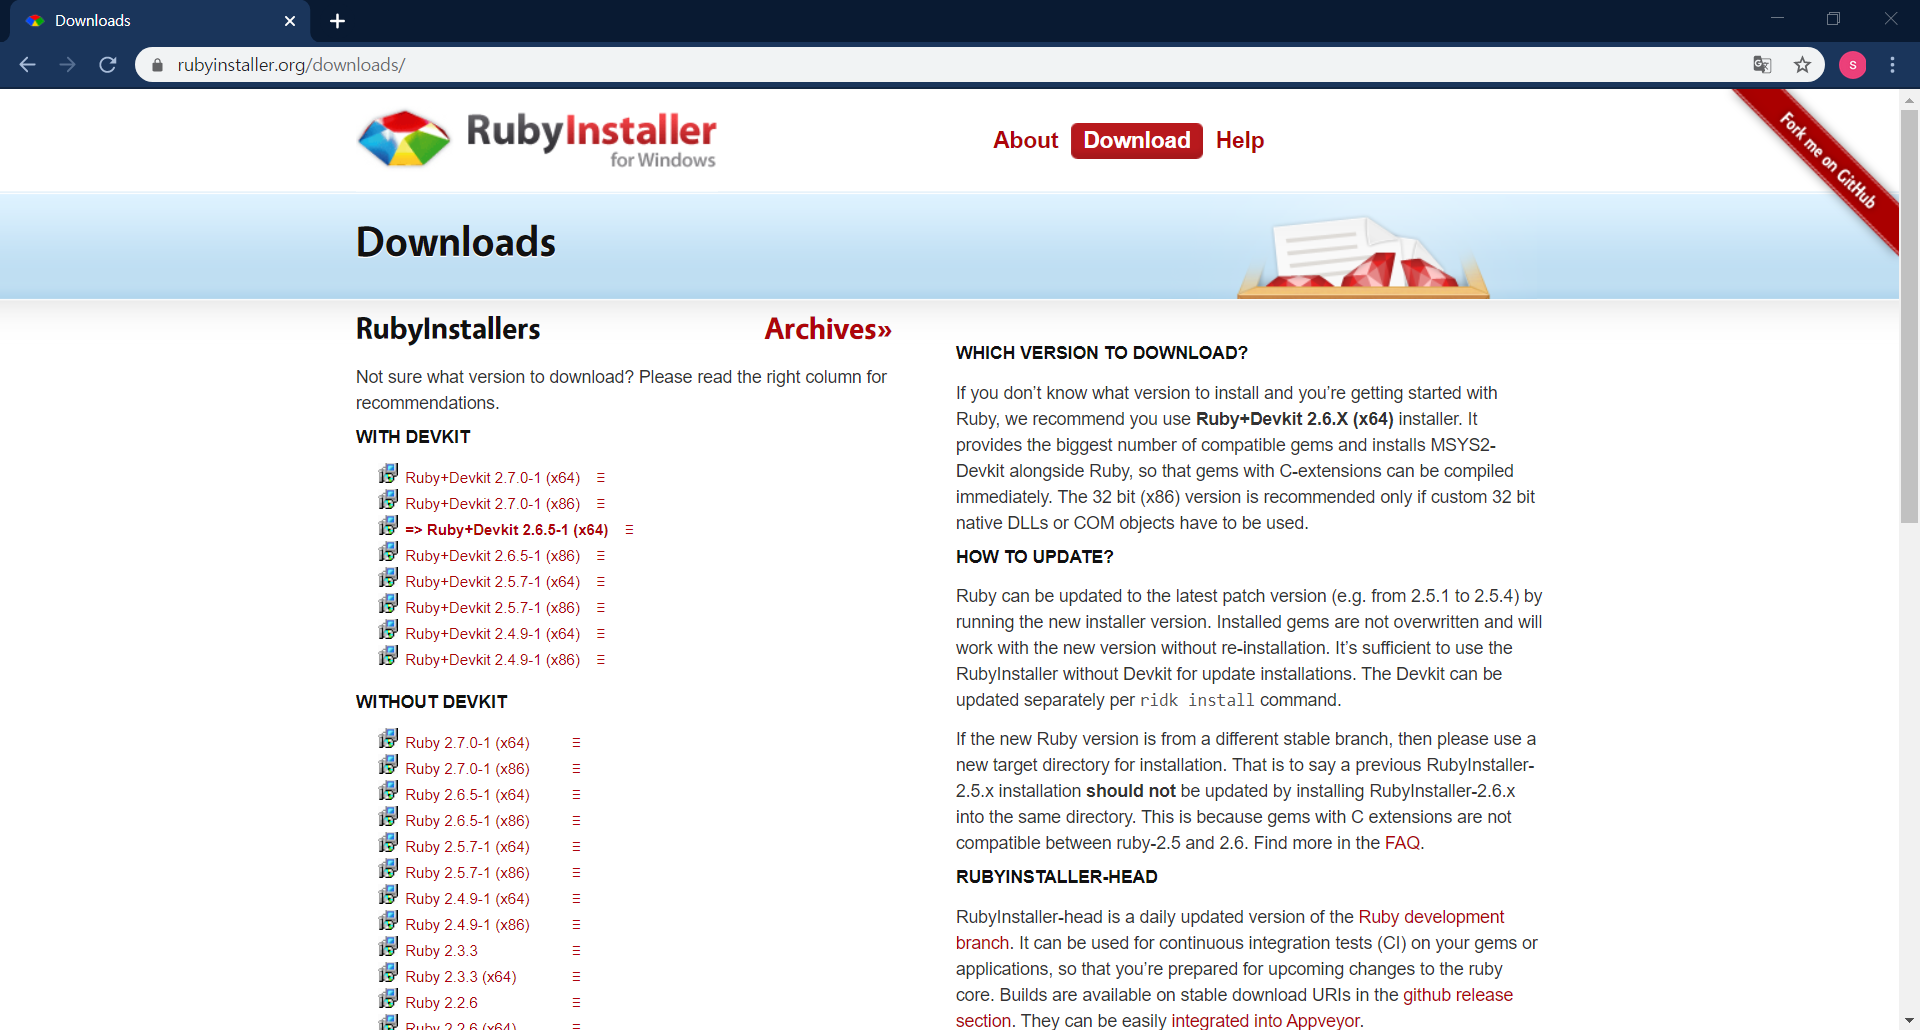 Downloads
rubyinstaller.org/downloads/
s
RubyInstaller
for Windows
About Download Help
Fork me on GitHub
Downloads
RubyInstallers Archives»
Not sure what version to download? Please read the right column for
recommendations.
WITH DEVKIT
Ruby+Devkit 2.7.0-1 (x64)
Ruby+Devkit 2.7.0-1 (x86)
=> Ruby+Devkit 2.6.5-1 (x64)
Ruby+Devkit 2.6.5-1 (x86)
Ruby+Devkit 2.5.7-1 (x64)
Ruby+Devkit 2.5.7-1 (x86)
Ruby+Devkit 2.4.9-1 (x64)
Ruby+Devkit 2.4.9-1 (x86)
WITHOUT DEVKIT
Ruby 2.7.0-1 (x64)
Ruby 2.7.0-1 (x86)
Ruby 2.6.5-1 (x64)
Ruby 2.6.5-1 (x86)
Ruby 2.5.7-1 (x64)
Ruby 2.5.7-1 (x86)
Ruby 2.4.9-1 (x64)
Ruby 2.4.9-1 (x86)
Ruby 2.3.3
Ruby 2.3.3 (x64)
Ruby 2.2.6
Ruby 2.2.6 (x64)
WHICH VERSION TO DOWNLOAD?
If you don’t know what version to install and you’re getting started with
Ruby, we recommend you use Ruby+Devkit 2.6.X (x64) installer. It
provides the biggest number of compatible gems and installs MSYS2-
Devkit alongside Ruby, so that gems with C-extensions can be compiled
immediately. The 32 bit (x86) version is recommended only if custom 32 bit
native DLLs or COM objects have to be used.
HOW TO UPDATE?
Ruby can be updated to the latest patch version (e.g. from 2.5.1 to 2.5.4) by
running the new installer version. Installed gems are not overwritten and will
work with the new version without re-installation. It’s sufficient to use the
RubyInstaller without Devkit for update installations. The Devkit can be
updated separately per ridk install command.
If the new Ruby version is from a different stable branch, then please use a
new target directory for installation. That is to say a previous RubyInstaller-
2.5.x installation should not be updated by installing RubyInstaller-2.6.x
into the same directory. This is because gems with C extensions are not
compatible between ruby-2.5 and 2.6. Find more in the FAQ.
RUBYINSTALLER-HEAD
RubyInstaller-head is a daily updated version of the Ruby development
branch. It can be used for continuous integration tests (CI) on your gems or
applications, so that you’re prepared for upcoming changes to the ruby
core. Builds are available on stable download URIs in the github release
section. They can be easily integrated into Appveyor.